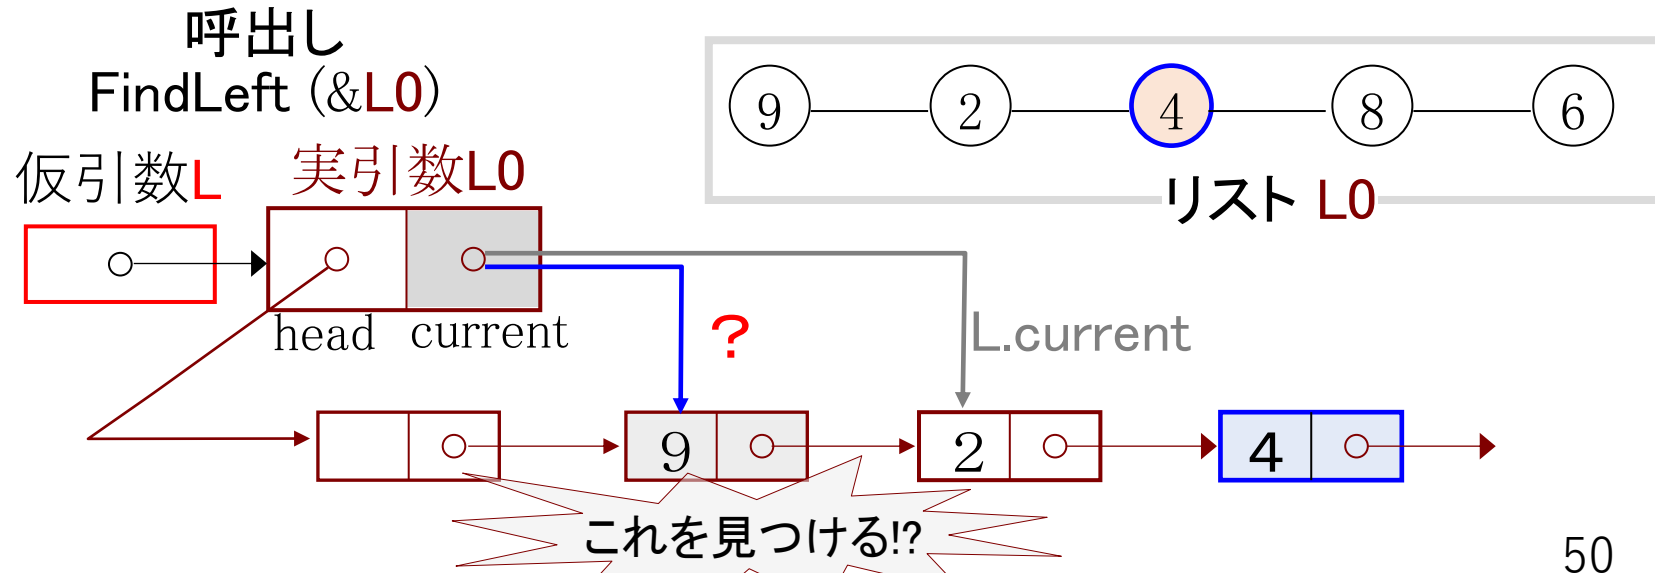 呼出し
FindLeft (&L0)
仮引数L
実引数L0
head
current
9
2
4
8
6
リスト L0
?
L.current
9
2
4
これを見つける!?
50